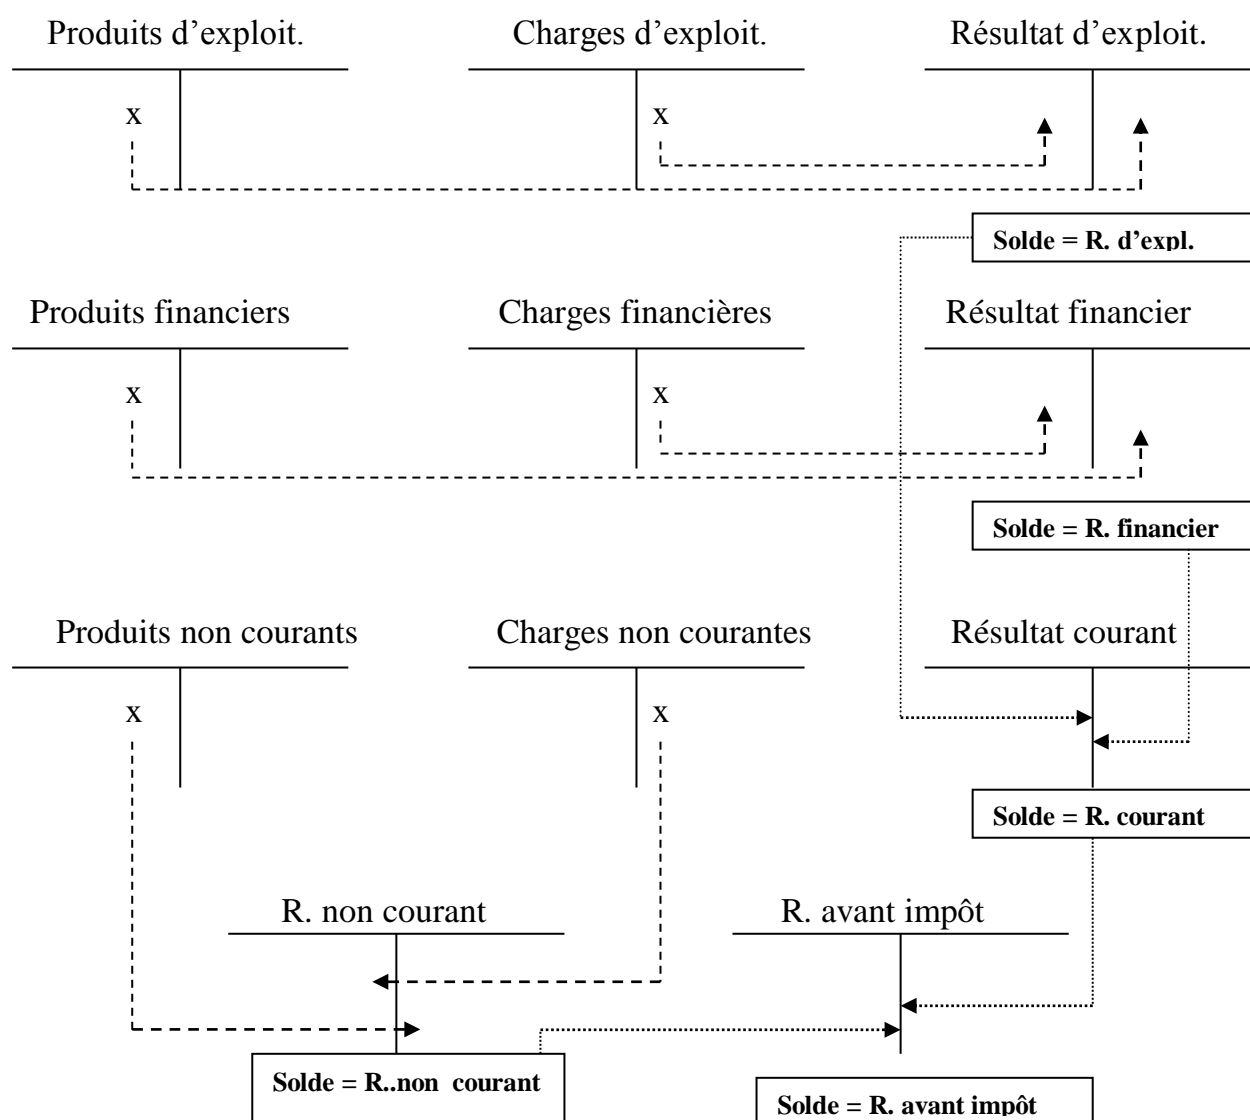 Produits d’exploit. Charges d’exploit. Résultat d’exploit.
x x
Solde = R. d’expl.
Produits financiers Charges financières Résultat financier
x x
Solde = R. financier
Produits non courants Charges non courantes Résultat courant
x x
Solde = R. courant
R. non courant R. avant impôt
Solde = R..non courant
Solde = R. avant impôt